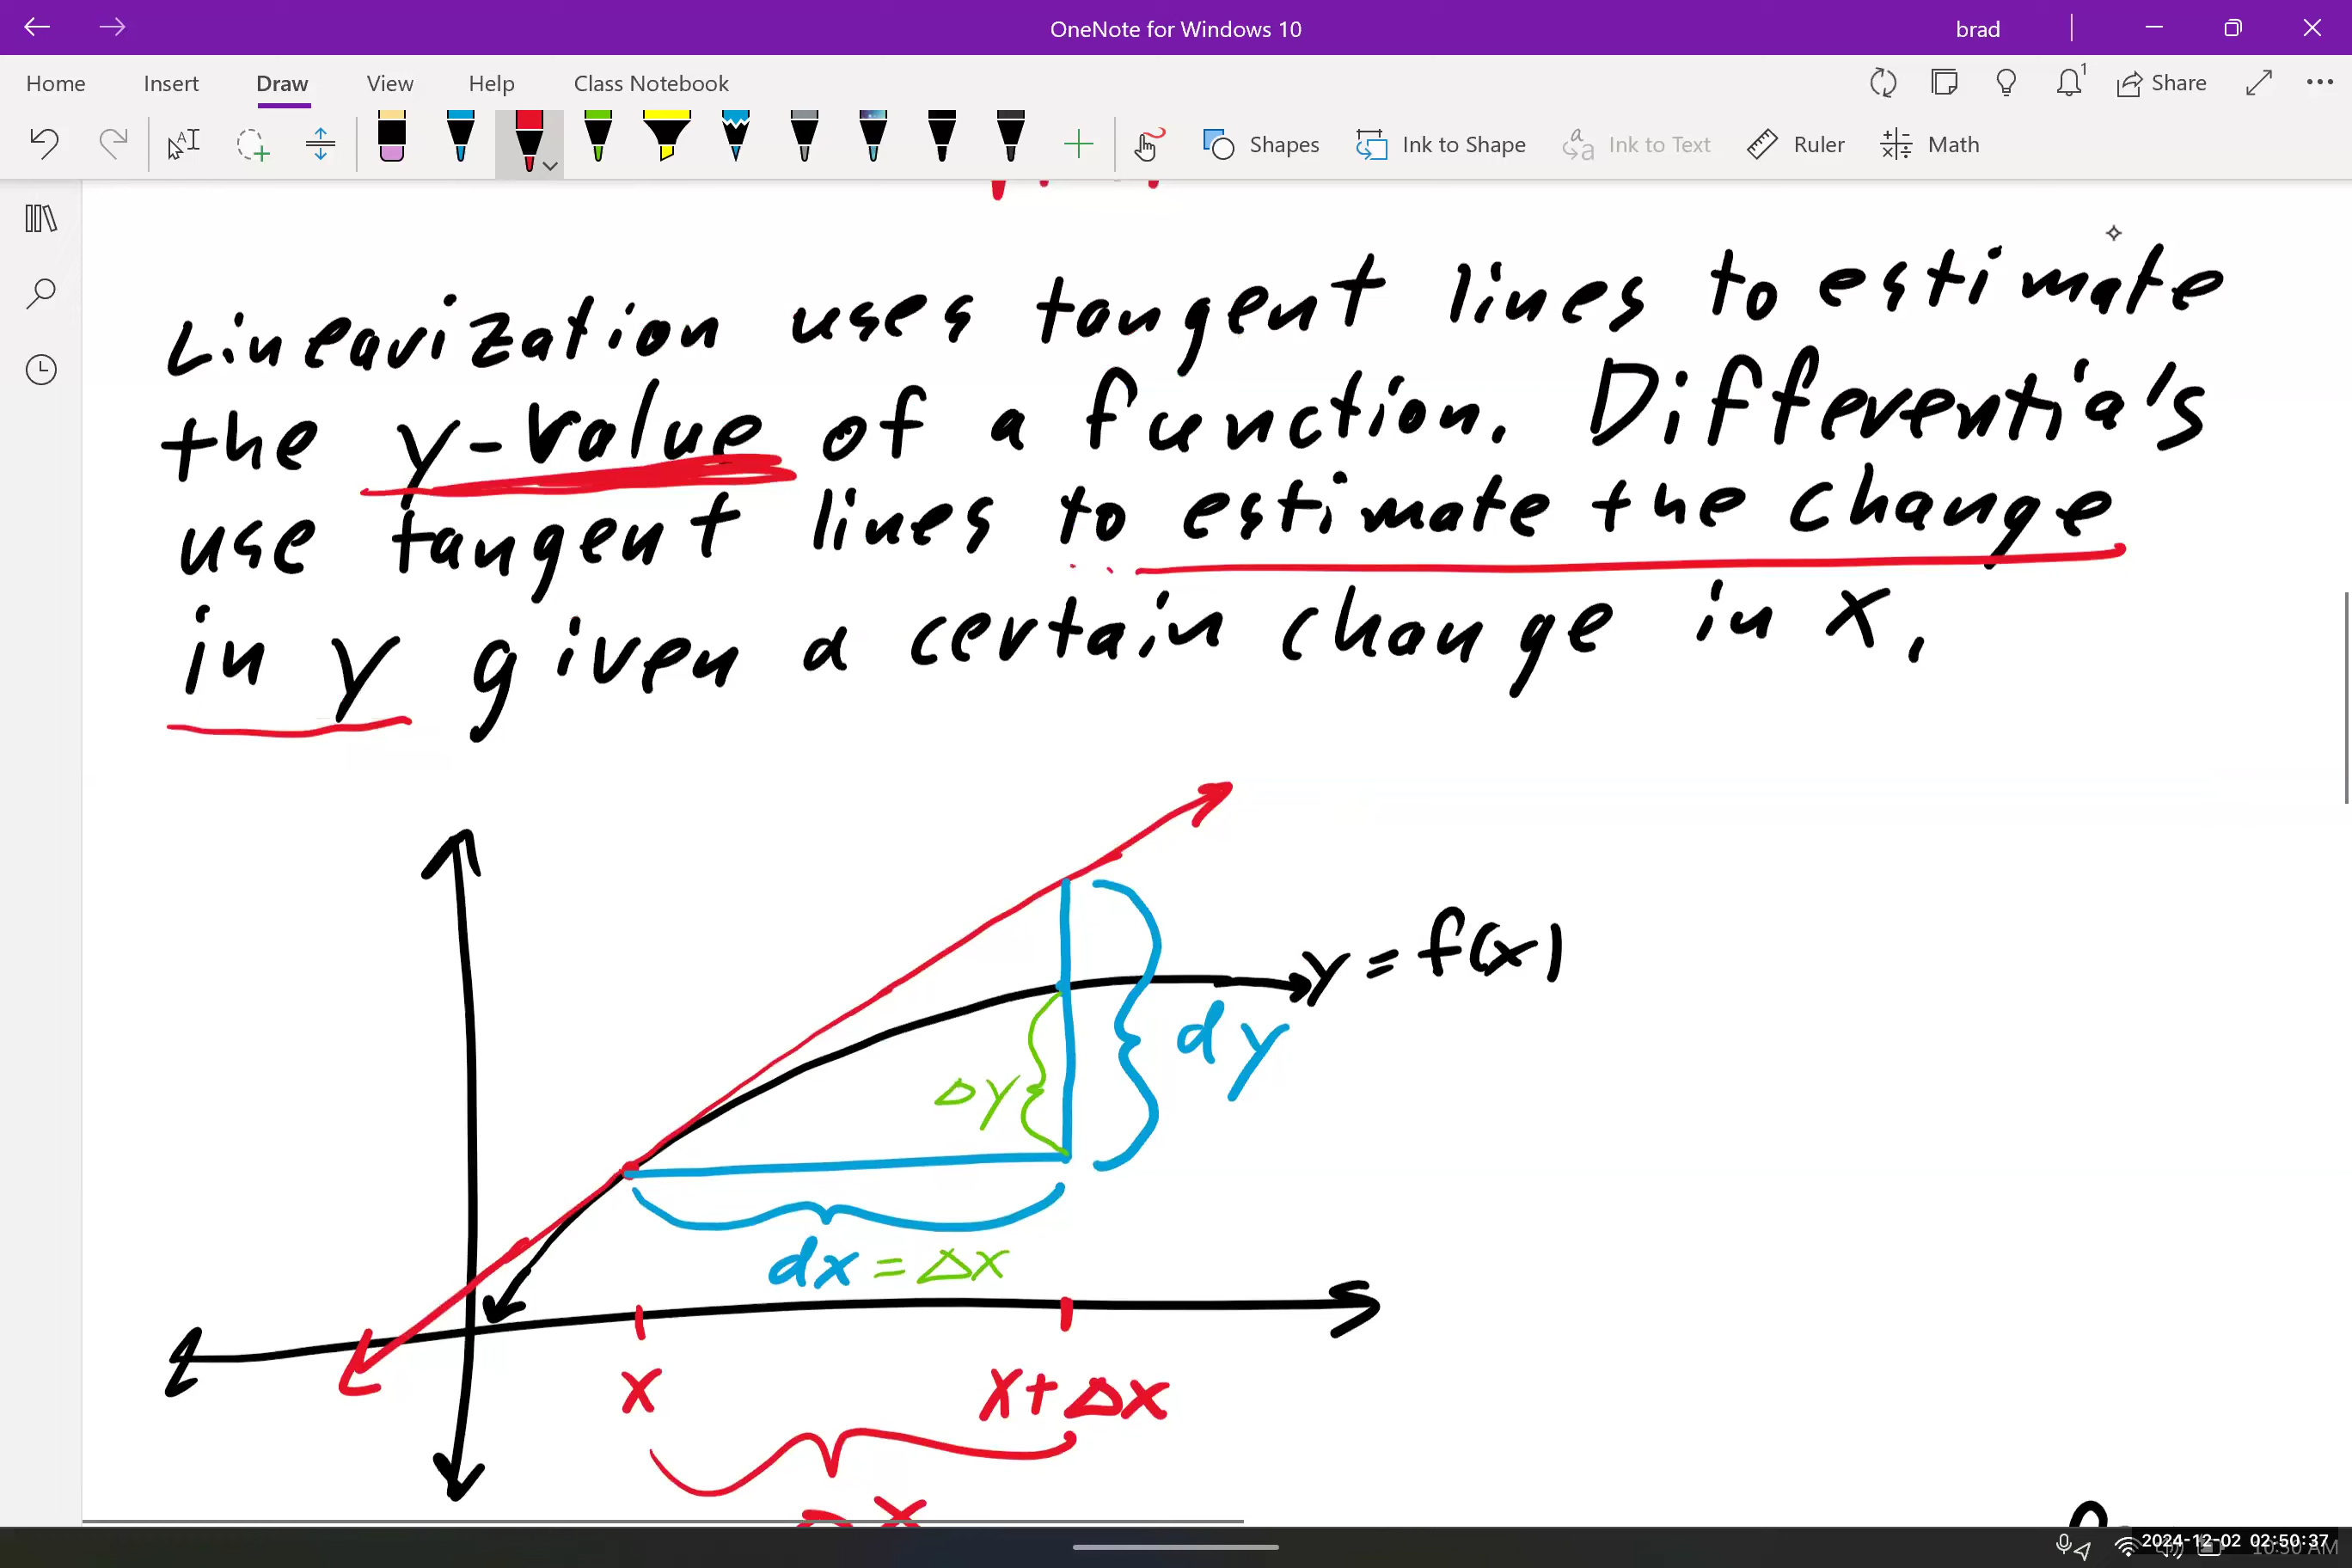 OneNote for Windows 10
brad
Home Insert Draw View Help Class Notebook
1 Share
Shapes Ink to Shape Ink to Text Ruler Math
Linearization uses tangent lines to estimate
the y-value of a function. Differentia's
use tangent lines to estimate the change
in y given a certain change in x.
y = f(x)
dy
Δy
dx = Δx
x x+Δx
2024-12-02 02:50:37